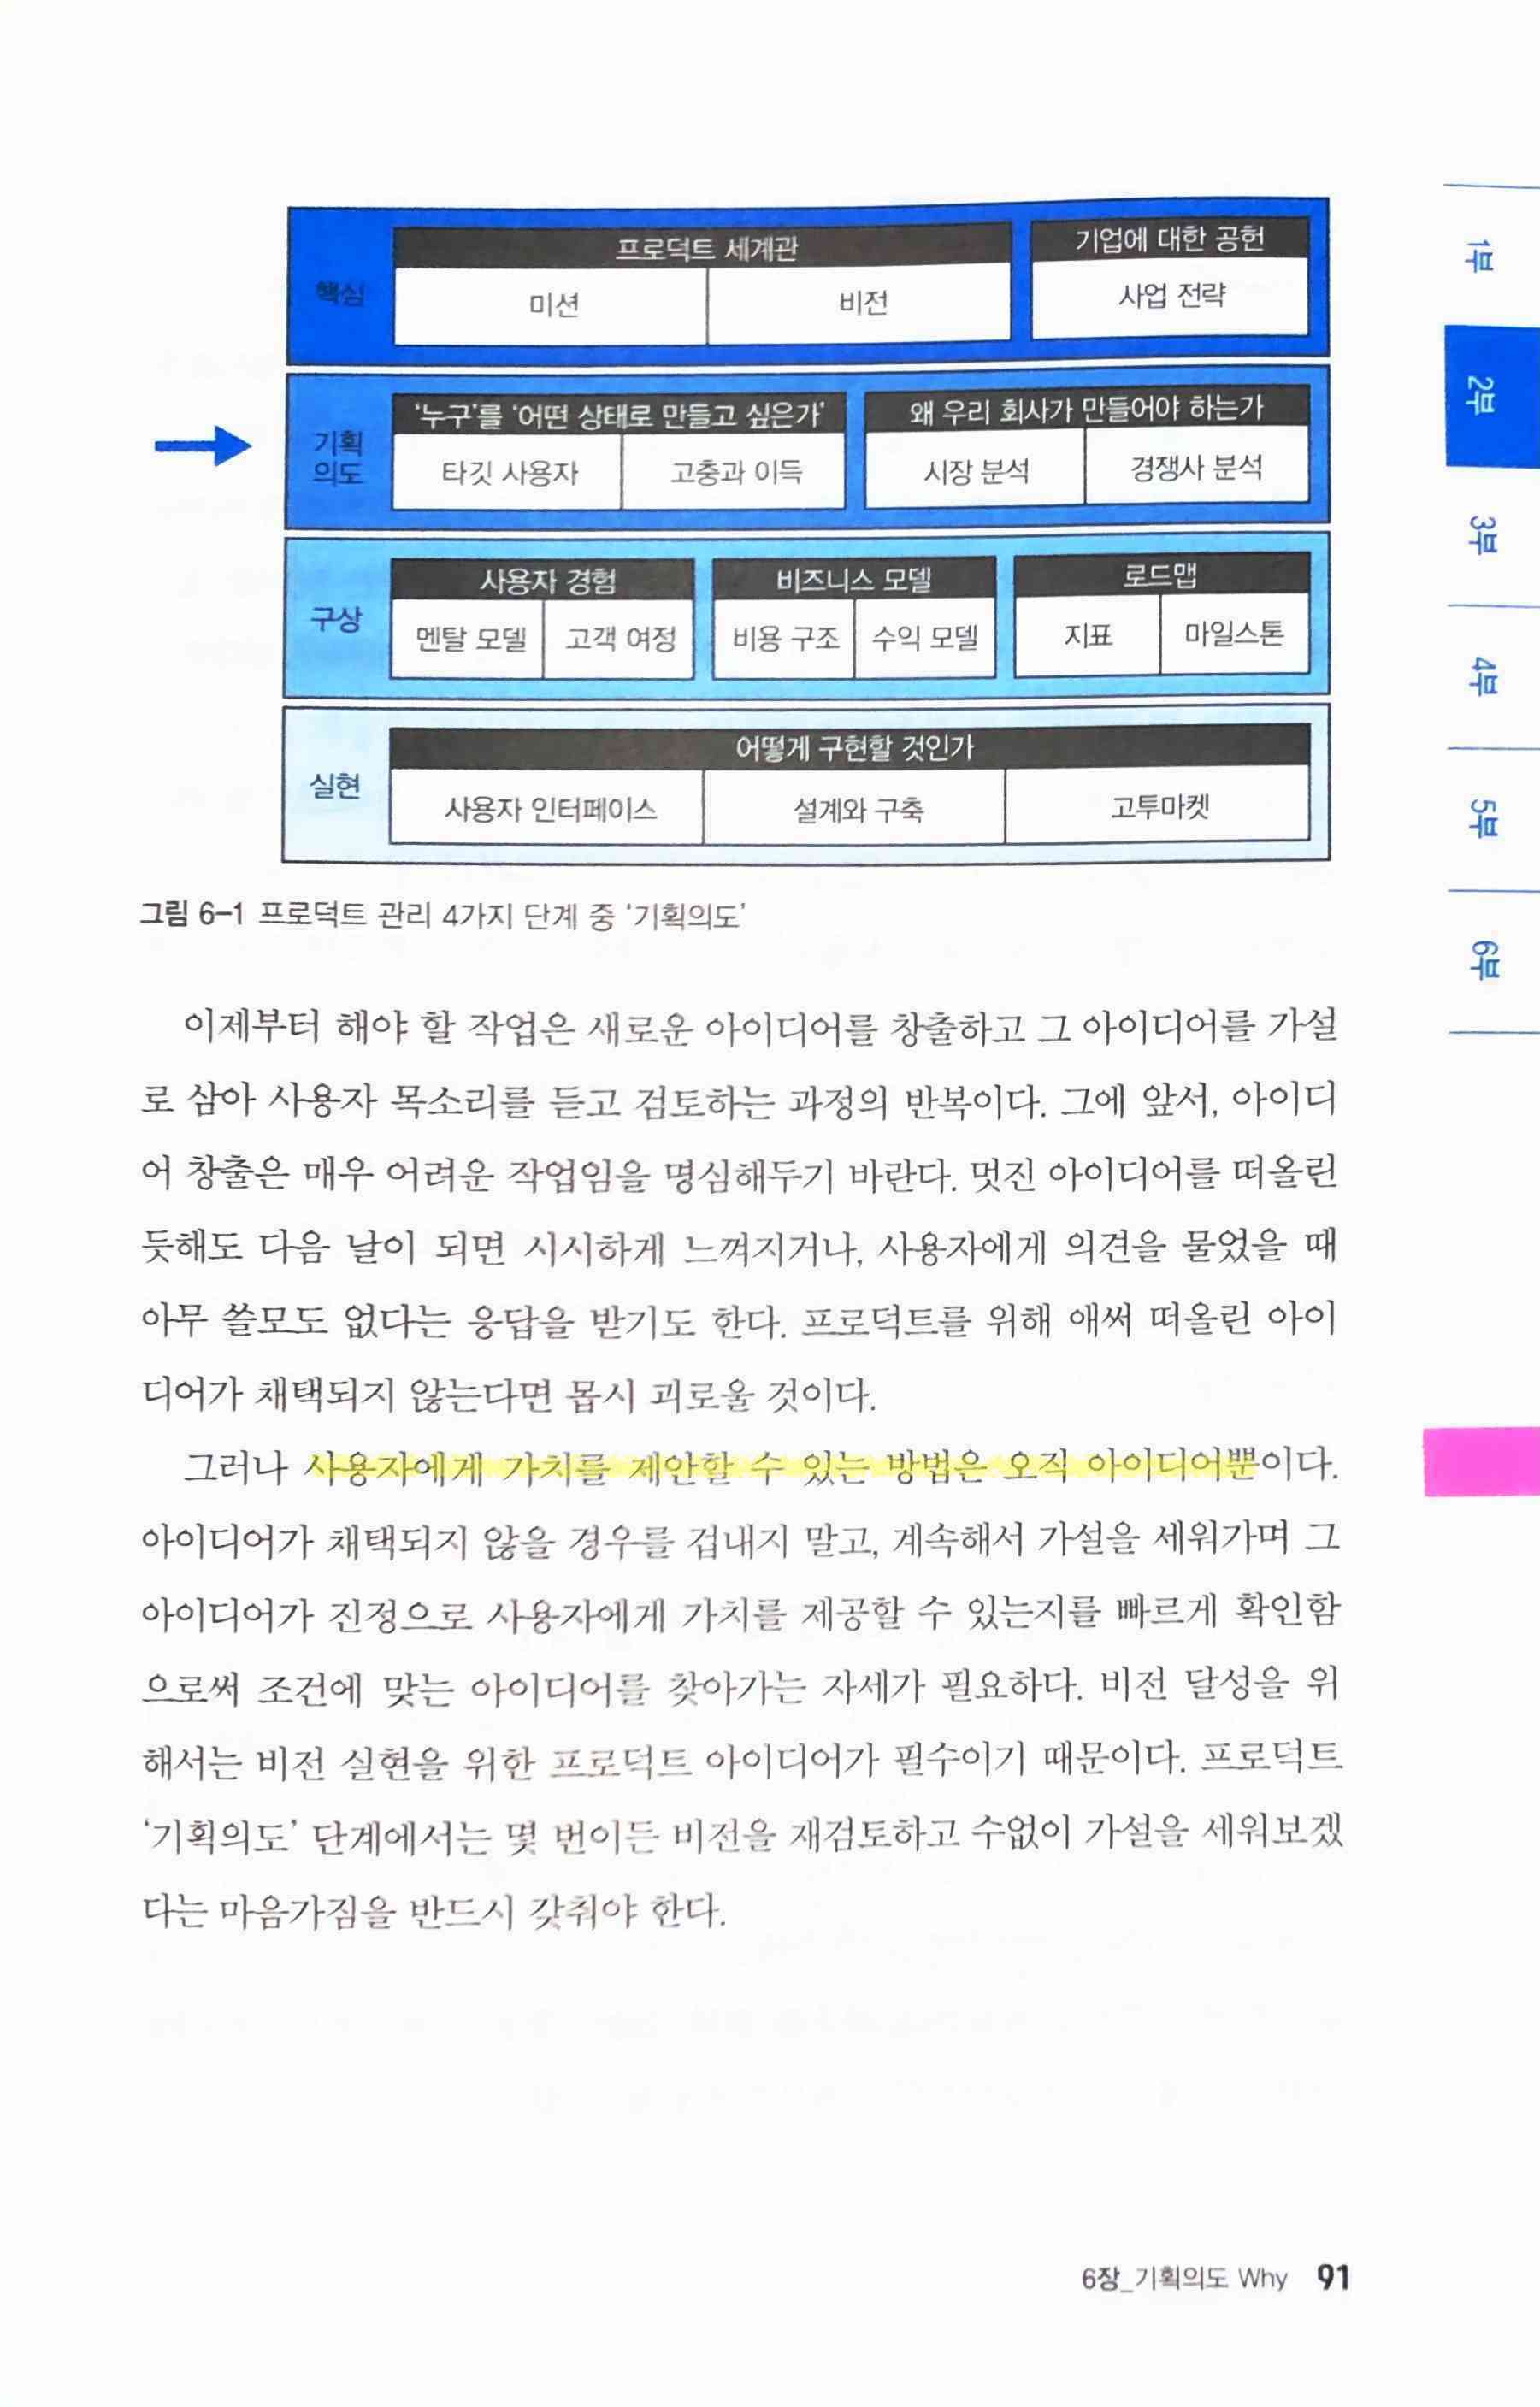 프로덕트 세계관
기업에 대한 공헌
핵심
미션
비전
사업 전략
'누구'를 '어떤 상태로 만들고 싶은가'
왜 우리 회사가 만들어야 하는가
기획
의도
타깃 사용자
고충과 이득
시장 분석
경쟁사 분석
사용자 경험
비즈니스 모델
로드맵
구상
멘탈 모델
고객 여정
비용 구조
수익 모델
지표
마일스톤
어떻게 구현할 것인가
실현
사용자 인터페이스
설계와 구축
고투마켓
그림 6-1 프로덕트 관리 4가지 단계 중 '기획의도'
이제부터 해야 할 작업은 새로운 아이디어를 창출하고 그 아이디어를 가설
로 삼아 사용자 목소리를 듣고 검토하는 과정의 반복이다. 그에 앞서, 아이디
어 창출은 매우 어려운 작업임을 명심해두기 바란다. 멋진 아이디어를 떠올린
듯해도 다음 날이 되면 시시하게 느껴지거나, 사용자에게 의견을 물었을 때
아무 쓸모도 없다는 응답을 받기도 한다. 프로덕트를 위해 애써 떠올린 아이
디어가 채택되지 않는다면 몹시 괴로울 것이다.
그러나 사용자에게 가치를 제안할 수 있는 방법은 오직 아이디어뿐이다.
아이디어가 채택되지 않을 경우를 겁내지 말고, 계속해서 가설을 세워가며 그
아이디어가 진정으로 사용자에게 가치를 제공할 수 있는지를 빠르게 확인함
으로써 조건에 맞는 아이디어를 찾아가는 자세가 필요하다. 비전 달성을 위
해서는 비전 실현을 위한 프로덕트 아이디어가 필수이기 때문이다. 프로덕트
'기획의도' 단계에서는 몇 번이든 비전을 재검토하고 수없이 가설을 세워보겠
다는 마음가짐을 반드시 갖춰야 한다.
1부
2부
3부
4부
5부
6부
6장_기획의도 Why 91